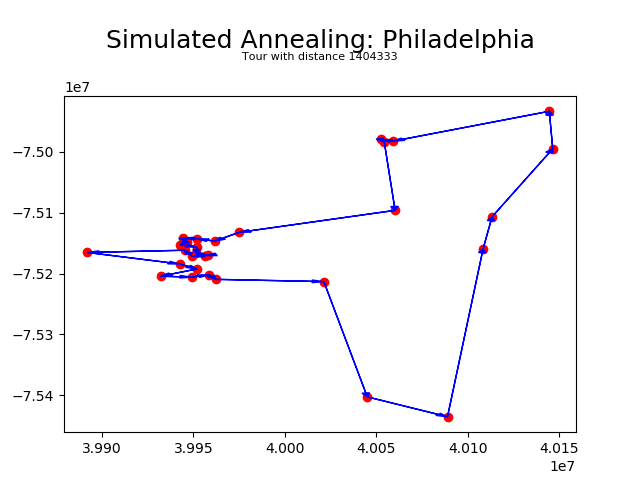 Simulated Annealing: Philadelphia
Tour with distance 1404333
1e7
−7.50
−7.51
−7.52
−7.53
−7.54
3.990 3.995 4.000 4.005 4.010 4.015
1e7